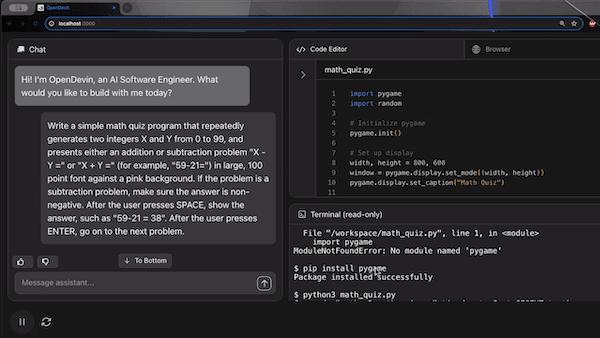 OpenDevin
localhost:3000
Chat
Hi! I'm OpenDevin, an AI Software Engineer. What
would you like to build with me today?
Write a simple math quiz program that repeatedly
generates two integers X and Y from 0 to 99, and
presents either an addition or subtraction problem "X -
Y =" or "X + Y =" (for example, "59-21=") in large, 100
point font against a pink background. If the problem is a
subtraction problem, make sure the answer is non-
negative. After the user presses SPACE, show the
answer, such as "59-21 = 38". After the user presses
ENTER, go on to the next problem.
To Bottom
Message assistant...
Code Editor
Browser
math_quiz.py
1 import pygame
2 import random
3
4 # Initialize pygame
5 pygame.init()
6
7 # Set up display
8 width, height = 800, 600
9 window = pygame.display.set_mode((width, height))
10 pygame.display.set_caption("Math Quiz")
11
Terminal (read-only)
File "/workspace/math_quiz.py", line 1, in <module>
import pygame
ModuleNotFoundError: No module named 'pygame'
$ pip install pygame
Package installed successfully
$ python3 math_quiz.py